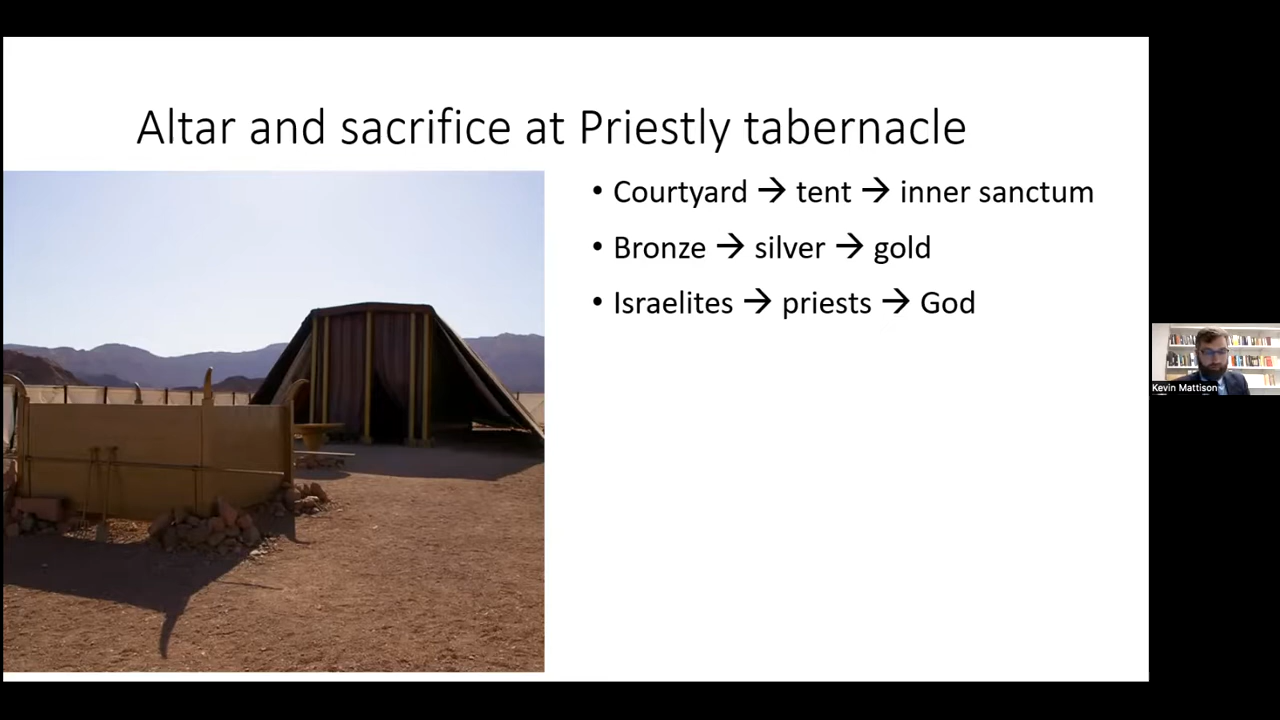 Altar and sacrifice at Priestly tabernacle
• Courtyard → tent → inner sanctum
• Bronze → silver → gold
• Israelites → priests → God
Kevin Mattison